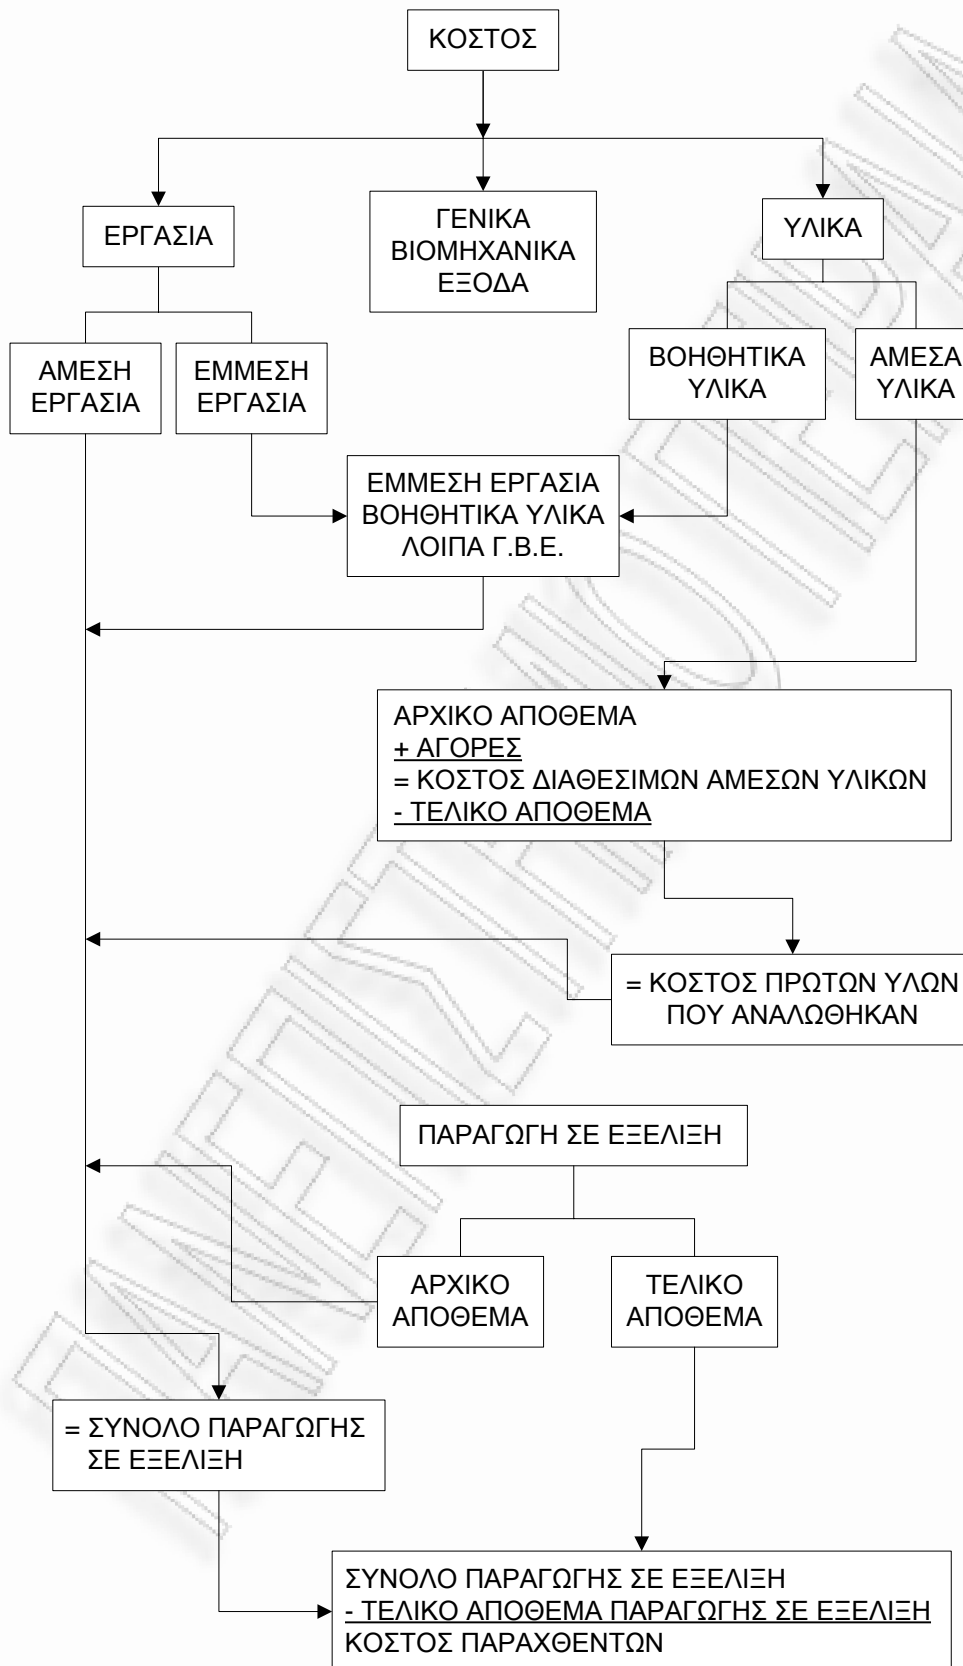 ΚΟΣΤΟΣ
ΕΡΓΑΣΙΑ
ΓΕΝΙΚΑ
ΒΙΟΜΗΧΑΝΙΚΑ
ΕΞΟΔΑ
ΥΛΙΚΑ
ΑΜΕΣΗ
ΕΡΓΑΣΙΑ
ΕΜΜΕΣΗ
ΕΡΓΑΣΙΑ
ΒΟΗΘΗΤΙΚΑ
ΥΛΙΚΑ
ΑΜΕΣΑ
ΥΛΙΚΑ
ΕΜΜΕΣΗ ΕΡΓΑΣΙΑ
ΒΟΗΘΗΤΙΚΑ ΥΛΙΚΑ
ΛΟΙΠΑ Γ.Β.Ε.
ΑΡΧΙΚΟ ΑΠΟΘΕΜΑ
+ ΑΓΟΡΕΣ
= ΚΟΣΤΟΣ ΔΙΑΘΕΣΙΜΩΝ ΑΜΕΣΩΝ ΥΛΙΚΩΝ
- ΤΕΛΙΚΟ ΑΠΟΘΕΜΑ
= ΚΟΣΤΟΣ ΠΡΩΤΩΝ ΥΛΩΝ
ΠΟΥ ΑΝΑΛΩΘΗΚΑΝ
ΠΑΡΑΓΩΓΗ ΣΕ ΕΞΕΛΙΞΗ
ΑΡΧΙΚΟ
ΑΠΟΘΕΜΑ
ΤΕΛΙΚΟ
ΑΠΟΘΕΜΑ
= ΣΥΝΟΛΟ ΠΑΡΑΓΩΓΗΣ
ΣΕ ΕΞΕΛΙΞΗ
ΣΥΝΟΛΟ ΠΑΡΑΓΩΓΗΣ ΣΕ ΕΞΕΛΙΞΗ
- ΤΕΛΙΚΟ ΑΠΟΘΕΜΑ ΠΑΡΑΓΩΓΗΣ ΣΕ ΕΞΕΛΙΞΗ
ΚΟΣΤΟΣ ΠΑΡΑΧΘΕΝΤΩΝ